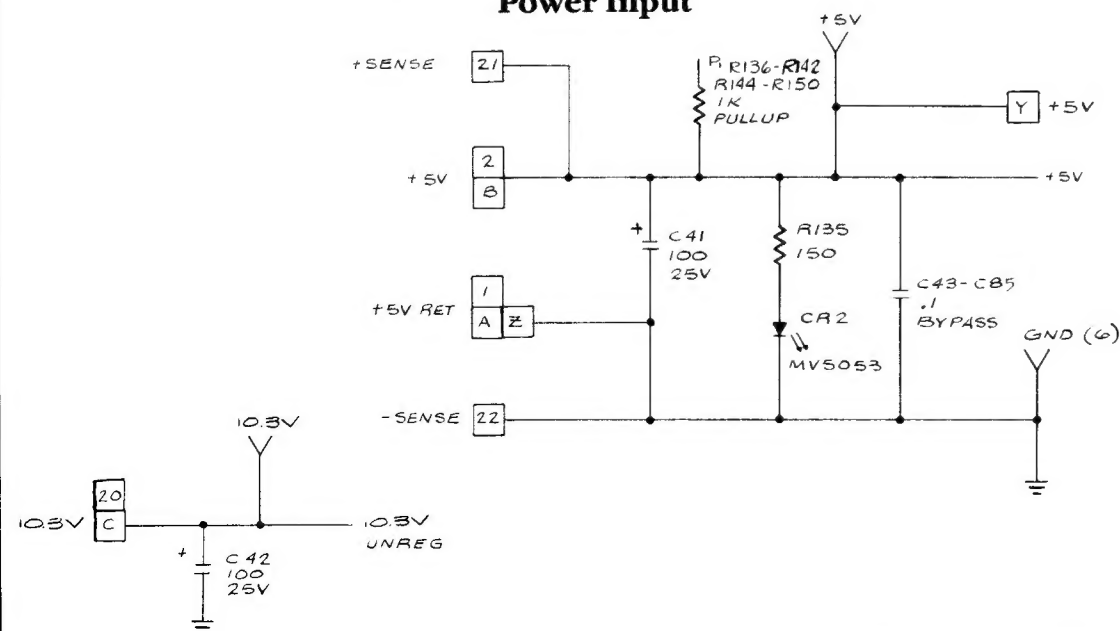 Power Input
+5V
+SENSE
21
P, R136-R142
R144-R150
1K
PULLUP
Y
+5V
+5V
2
B
+5V
+
C41
100
25V
R135
150
+5V RET
1
A
Z
C43-C85
.1
BYPASS
CR2
MV5053
GND (6)
-SENSE
22
10.3V
20
10.3V
C
10.3V
UNREG
+
C42
100
25V